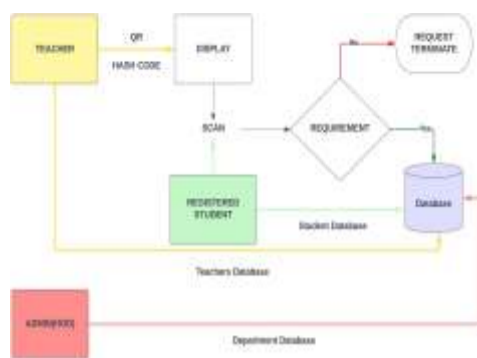 TEACHER
QR
HASH CODE
DISPLAY
No
REQUEST
TERMINATE
SCAN
REQUIREMENT
Yes
REGISTERED
STUDENT
Database
Student Database
Teachers Database
ADMIN(HOD)
Department Database